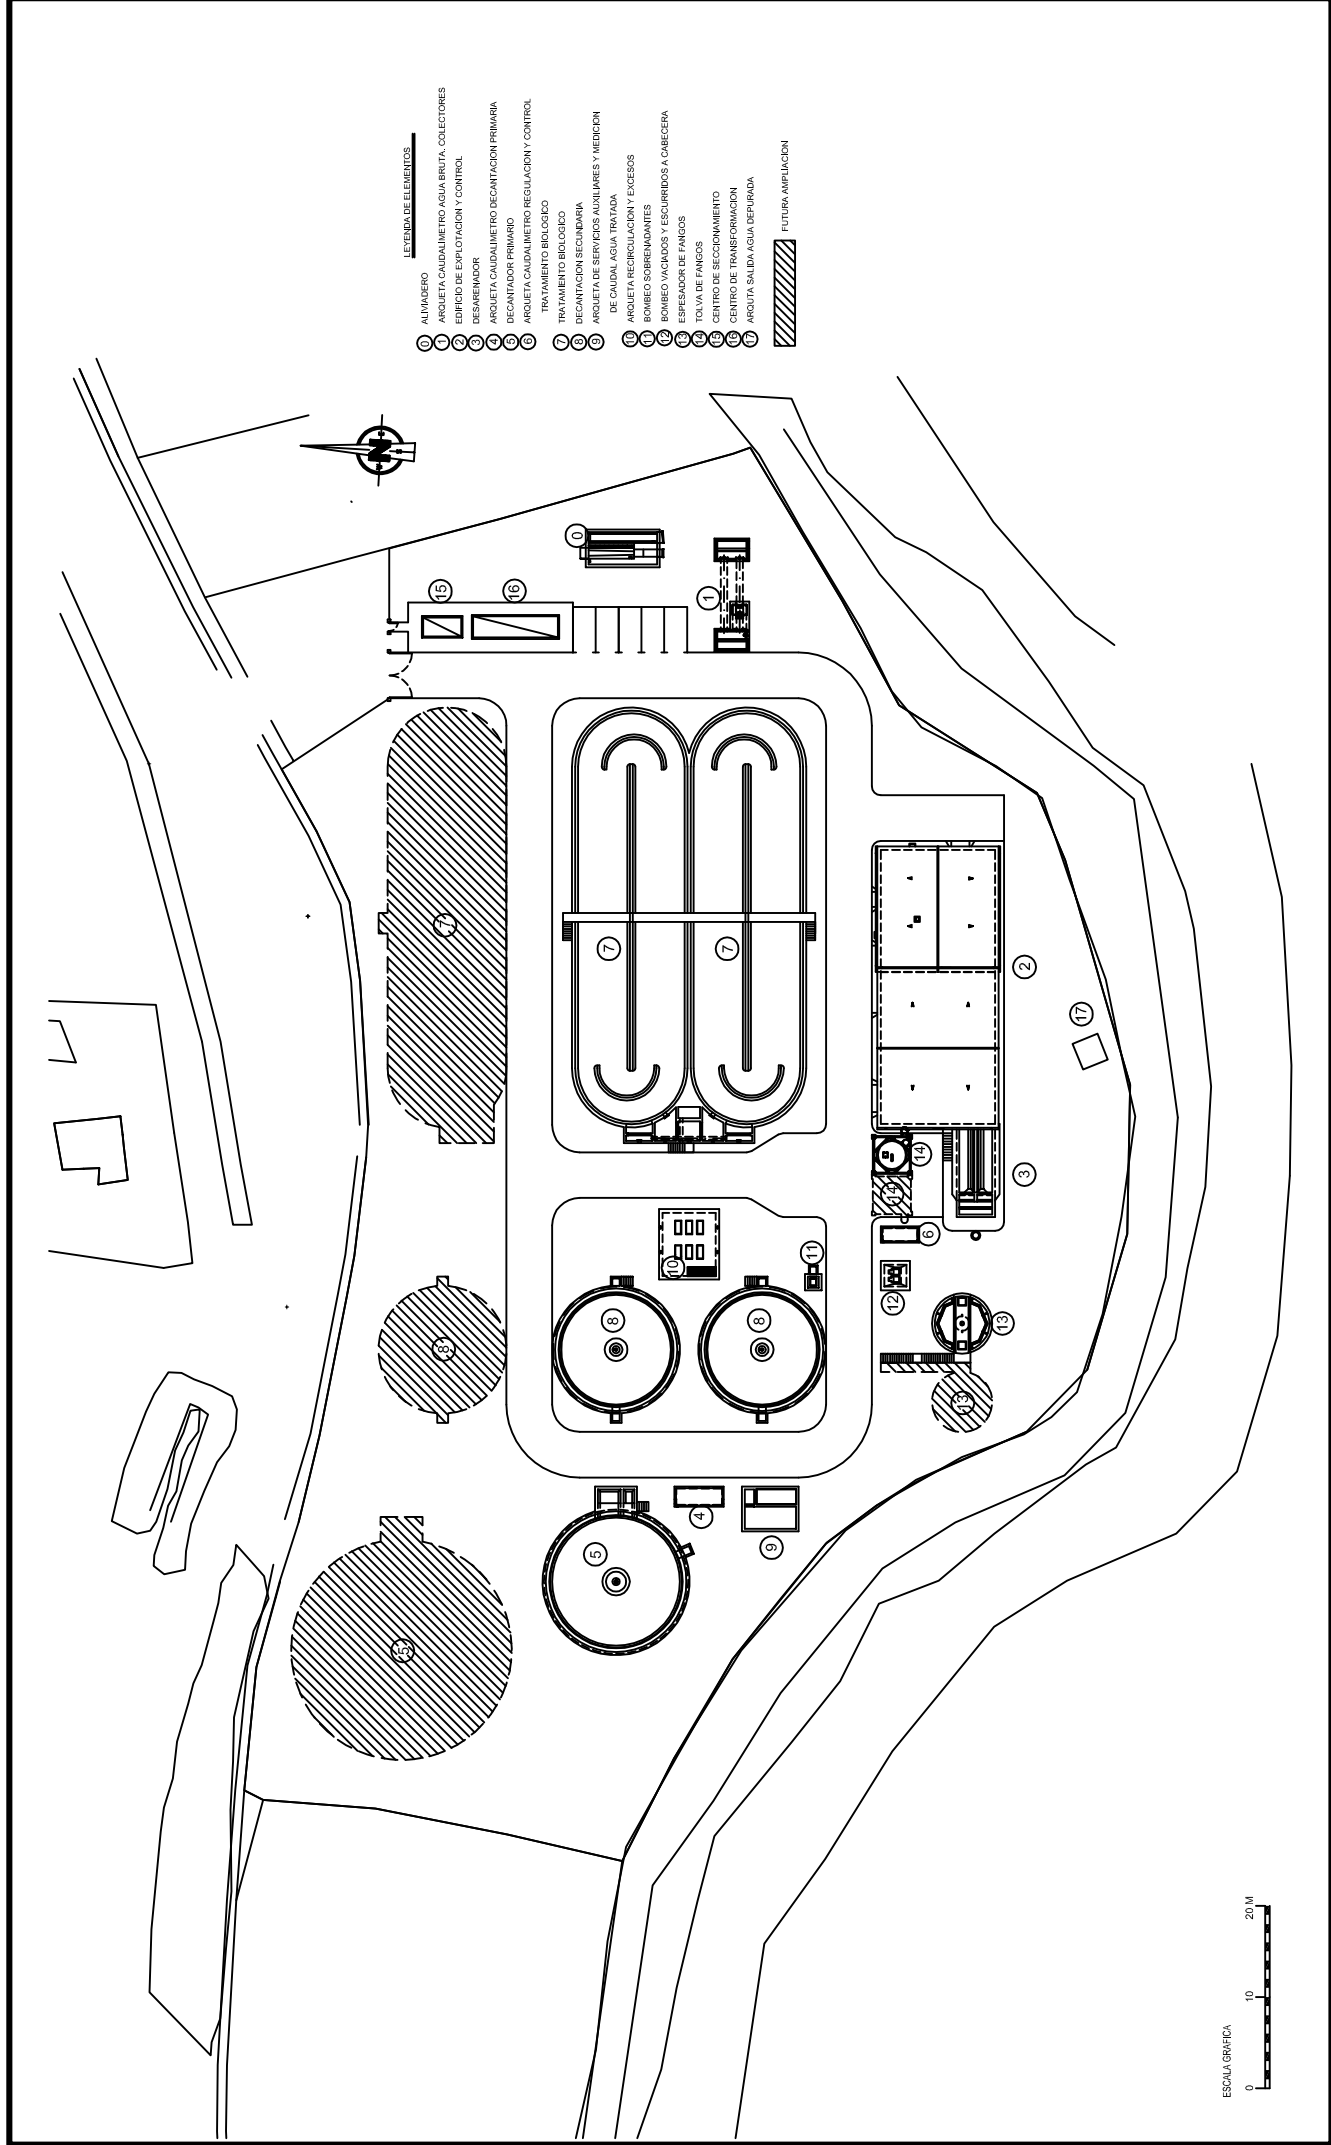 LEYENDA DE ELEMENTOS
0 ALIVIADERO
1 ARQUETA CAUDALIMETRO AGUA BRUTA. COLECTORES
2 EDIFICIO DE EXPLOTACION Y CONTROL
3 DESARENADOR
4 ARQUETA CAUDALIMETRO DECANTACION PRIMARIA
5 DECANTADOR PRIMARIO
6 ARQUETA CAUDALIMETRO REGULACION Y CONTROL
TRATAMIENTO BIOLOGICO
7 TRATAMIENTO BIOLOGICO
8 DECANTACION SECUNDARIA
9 ARQUETA DE SERVICIOS AUXILIARES Y MEDICION
DE CAUDAL AGUA TRATADA
10 ARQUETA RECIRCULACION Y EXCESOS
11 BOMBEO SOBRENADANTES
12 BOMBEO VACIADOS Y ESCURRIDOS A CABECERA
13 ESPESADOR DE FANGOS
14 TOLVA DE FANGOS
15 CENTRO DE SECCIONAMIENTO
16 CENTRO DE TRANSFORMACION
17 ARQUTA SALIDA AGUA DEPURADA
FUTURA AMPLIACION
N
0
15
16
1
7
7
7
2
17
14
14
3
6
10
11
12
8
8
8
13
13
4
9
5
5
ESCALA GRAFICA
0 10 20 M